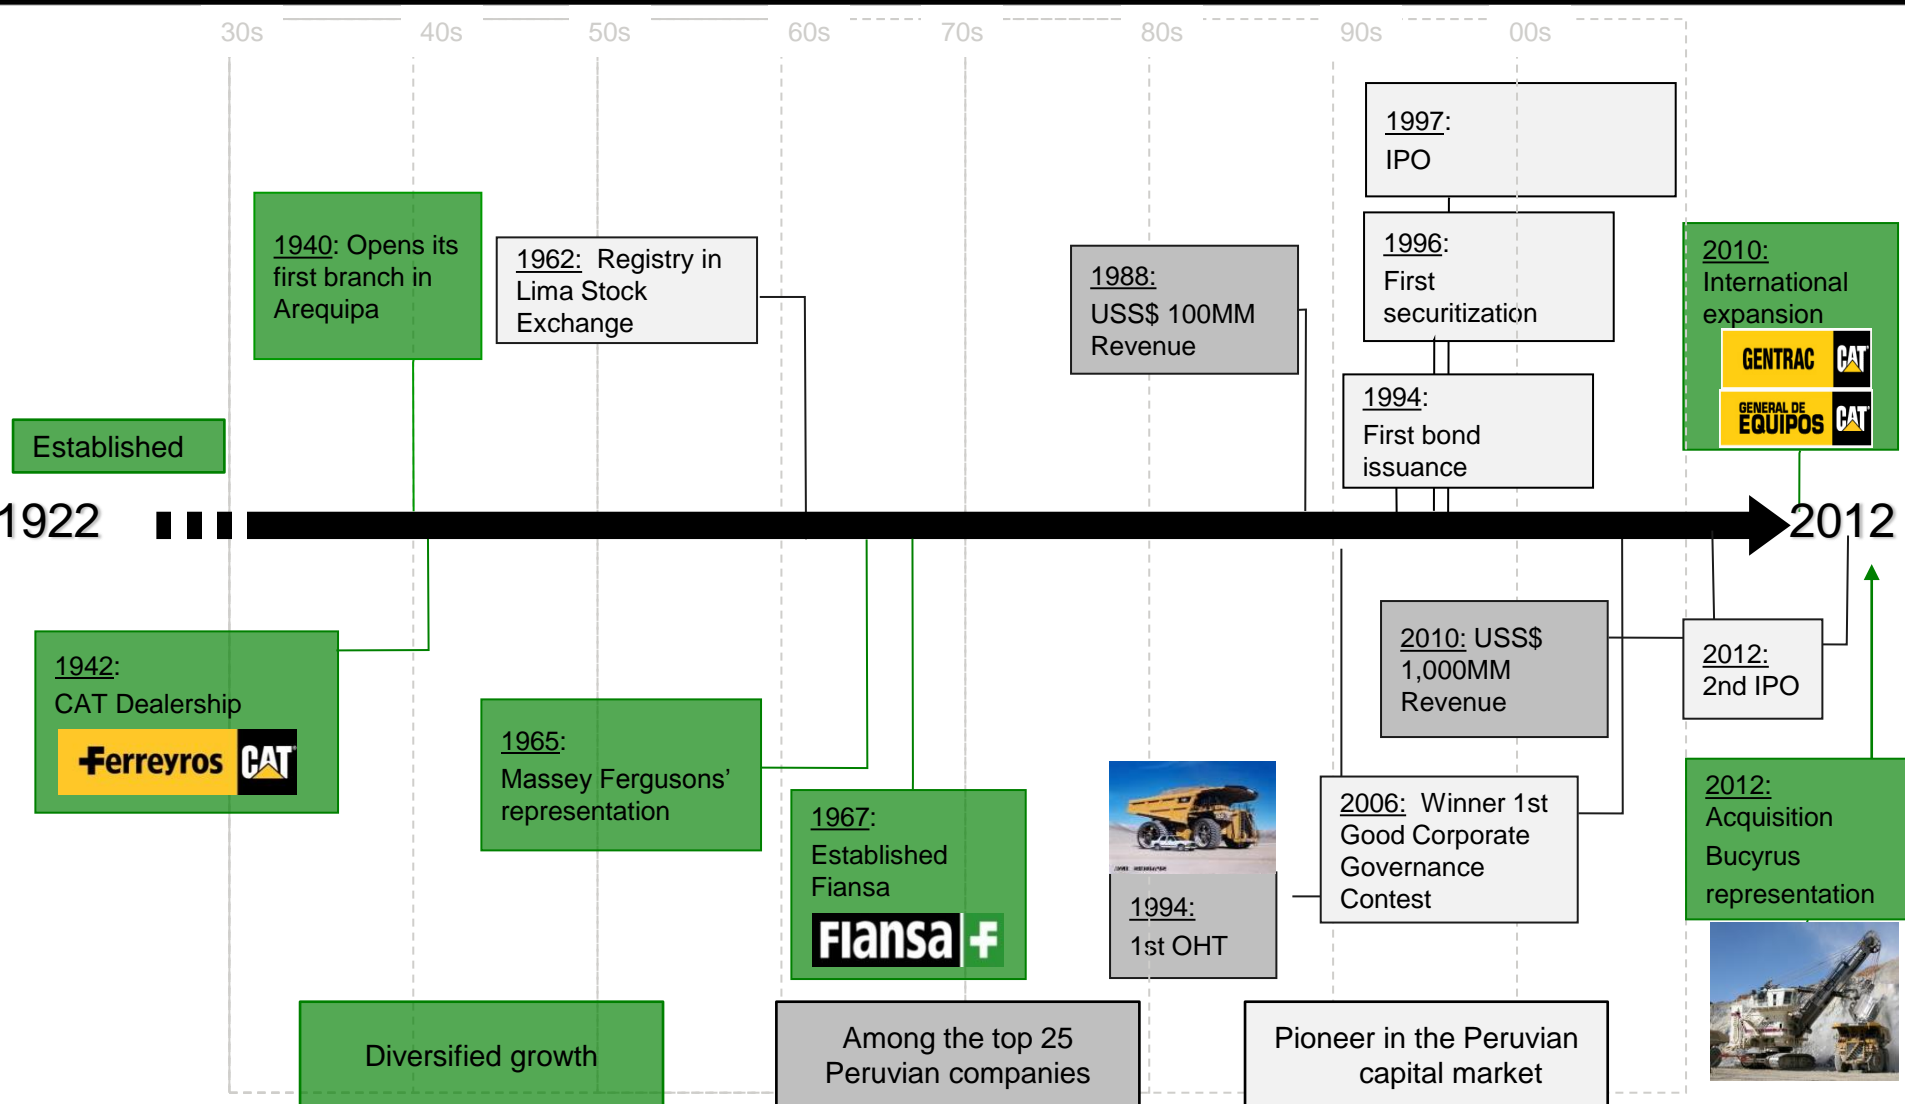 30s
40s
50s
60s
70s
80s
90s
00s
1997:
IPO
1940: Opens its
first branch in
Arequipa
1962:  Registry in
Lima Stock
Exchange
1988:
USS$ 100MM
Revenue
1996:
First
securitization
2010:
International
expansion
GENTRAC CAT
GENERAL DE
EQUIPOS CAT
1994:
First bond
issuance
Established
1922
2012
1942:
CAT Dealership
Ferreyros CAT
1965:
Massey Fergusons’
representation
1967:
Established
Fiansa
Fiansa
1994:
1st OHT
2006:  Winner 1st
Good Corporate
Governance
Contest
2010: USS$
1,000MM
Revenue
2012:
2nd IPO
2012:
Acquisition
Bucyrus
representation
Diversified growth
Among the top 25
Peruvian companies
Pioneer in the Peruvian
capital market